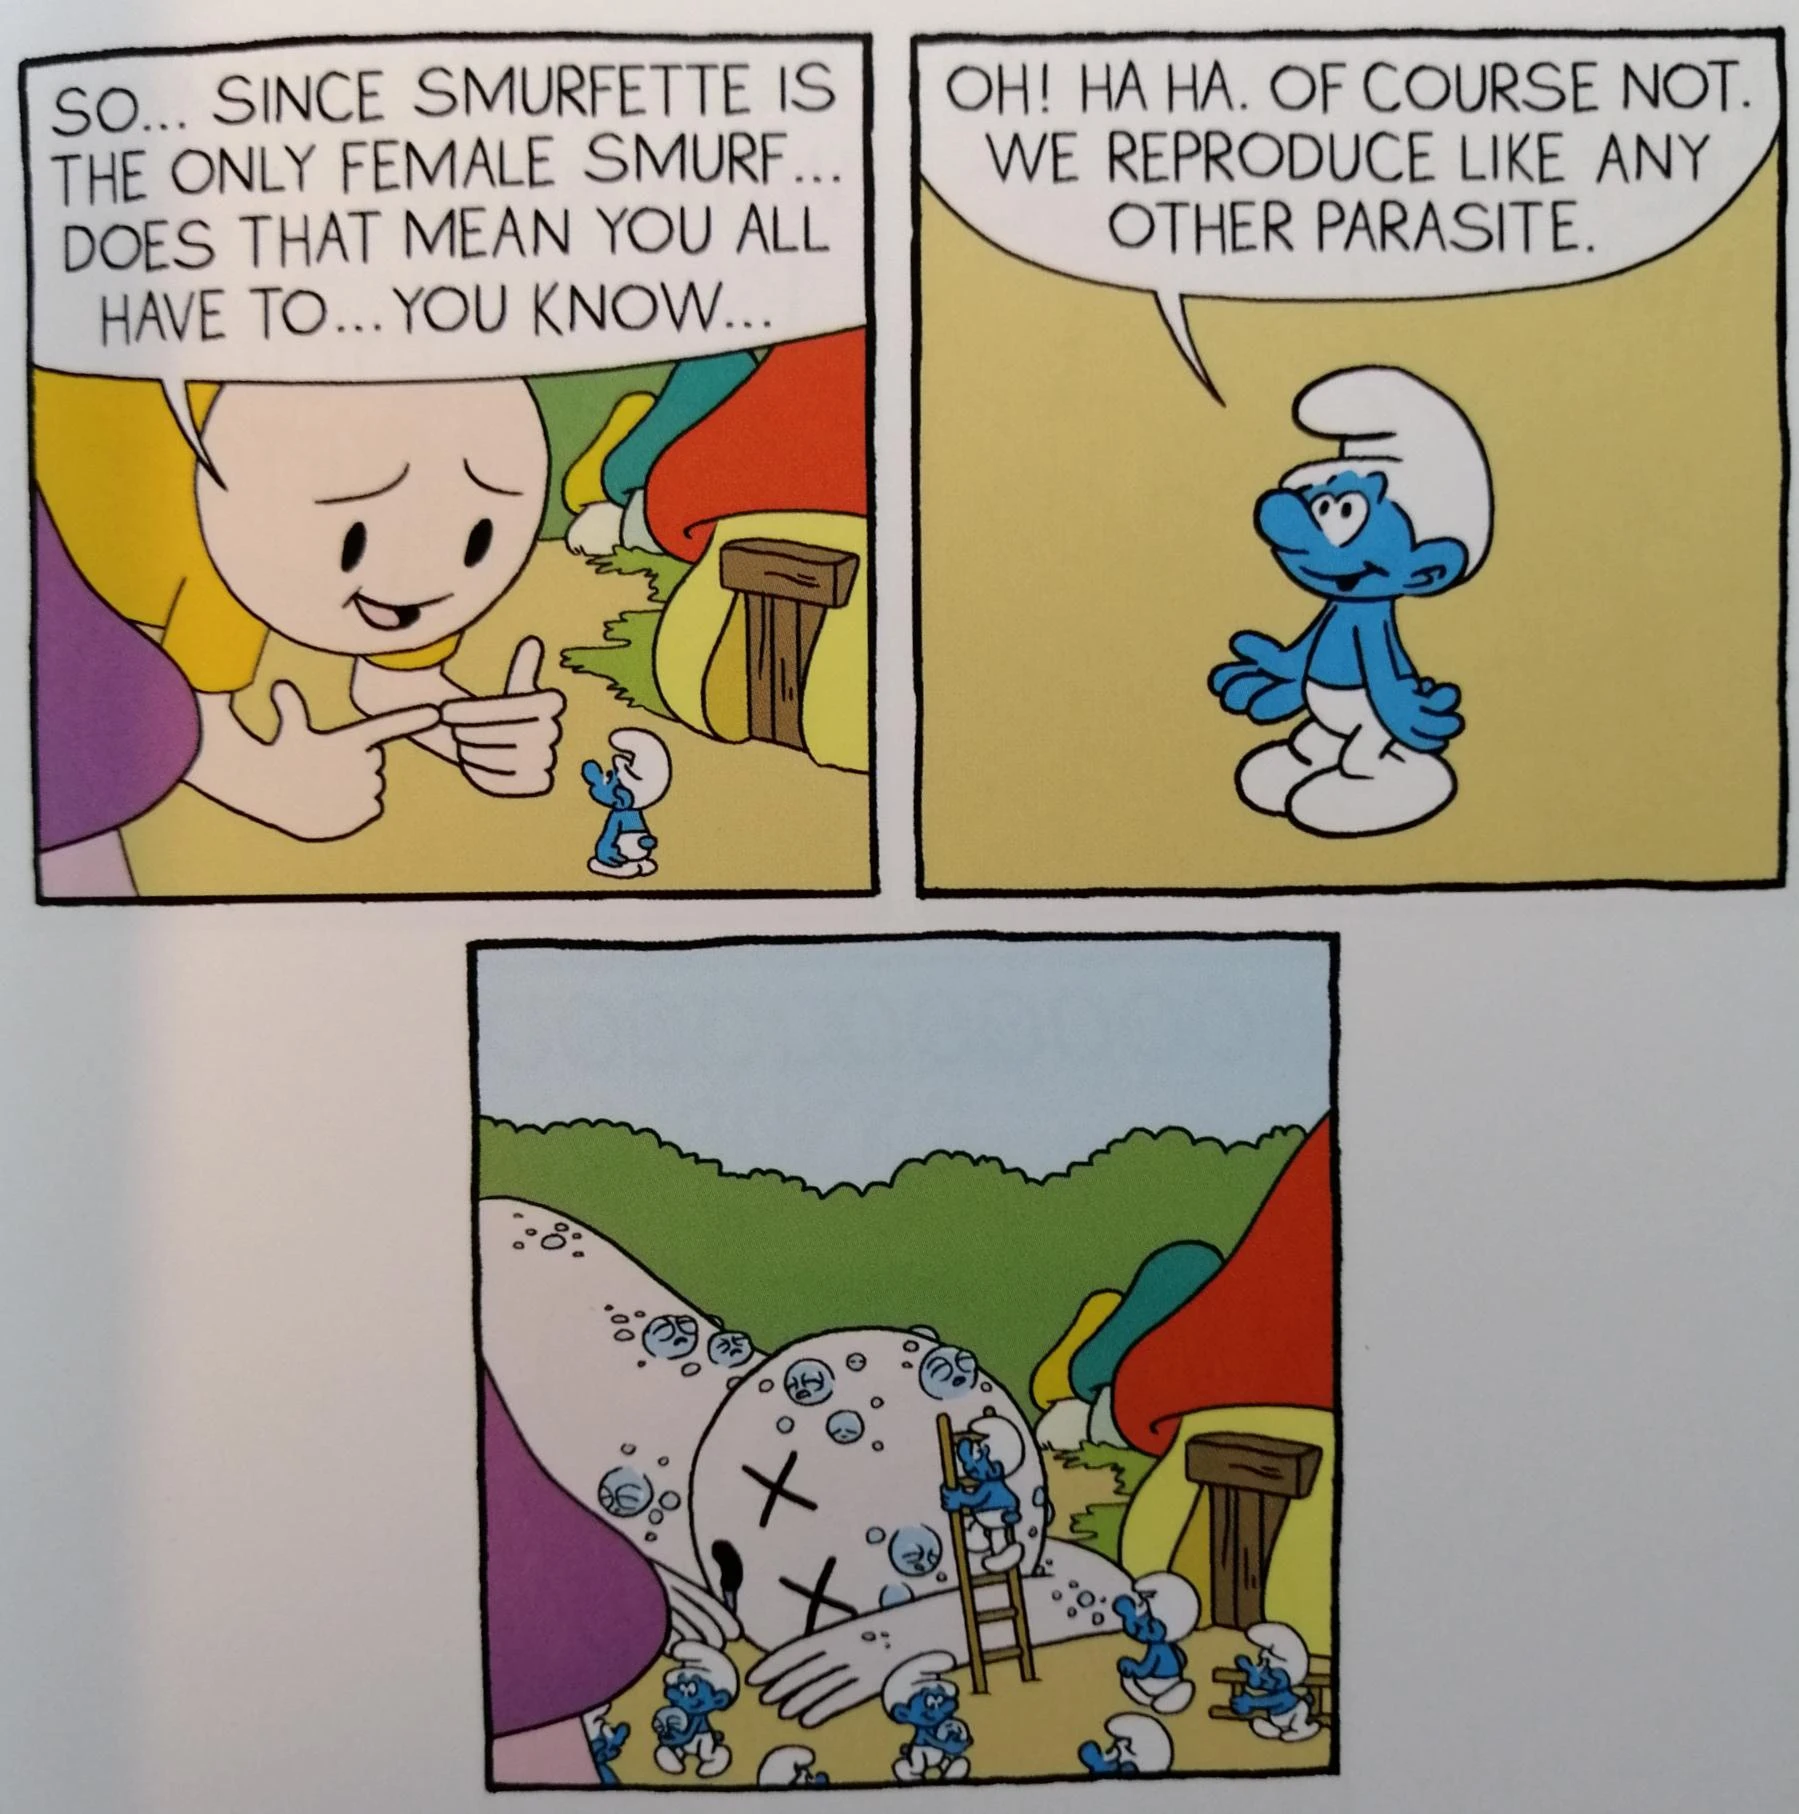 SO... SINCE SMURFETTE IS
THE ONLY FEMALE SMURF...
DOES THAT MEAN YOU ALL
HAVE TO... YOU KNOW...
OH! HA HA. OF COURSE NOT.
WE REPRODUCE LIKE ANY
OTHER PARASITE.